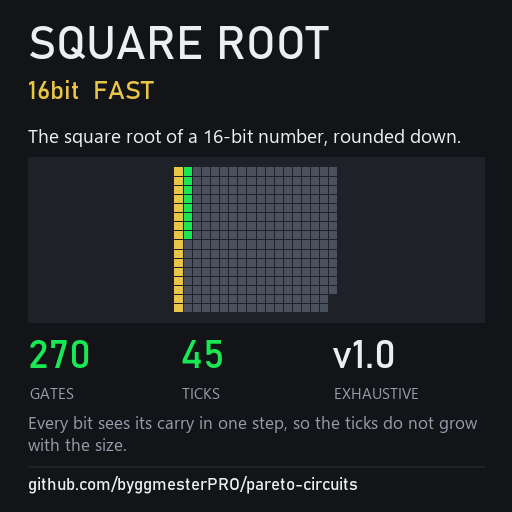 SQUARE ROOT
16bit FAST
The square root of a 16-bit number, rounded down.
270 45 v1.0
GATES TICKS EXHAUSTIVE
Every bit sees its carry in one step, so the ticks do not grow
with the size.
github.com/byggmesterPRO/pareto-circuits